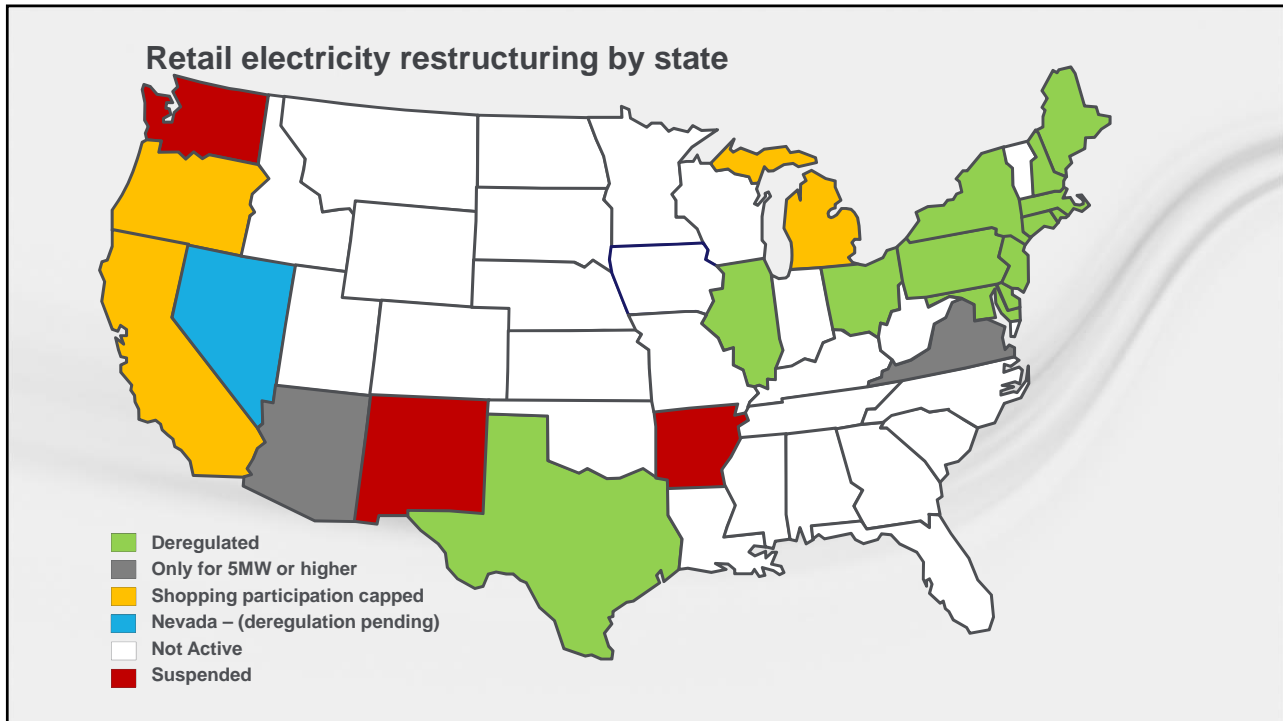 Retail electricity restructuring by state
Deregulated
Only for 5MW or higher
Shopping participation capped
Nevada – (deregulation pending)
Not Active
Suspended